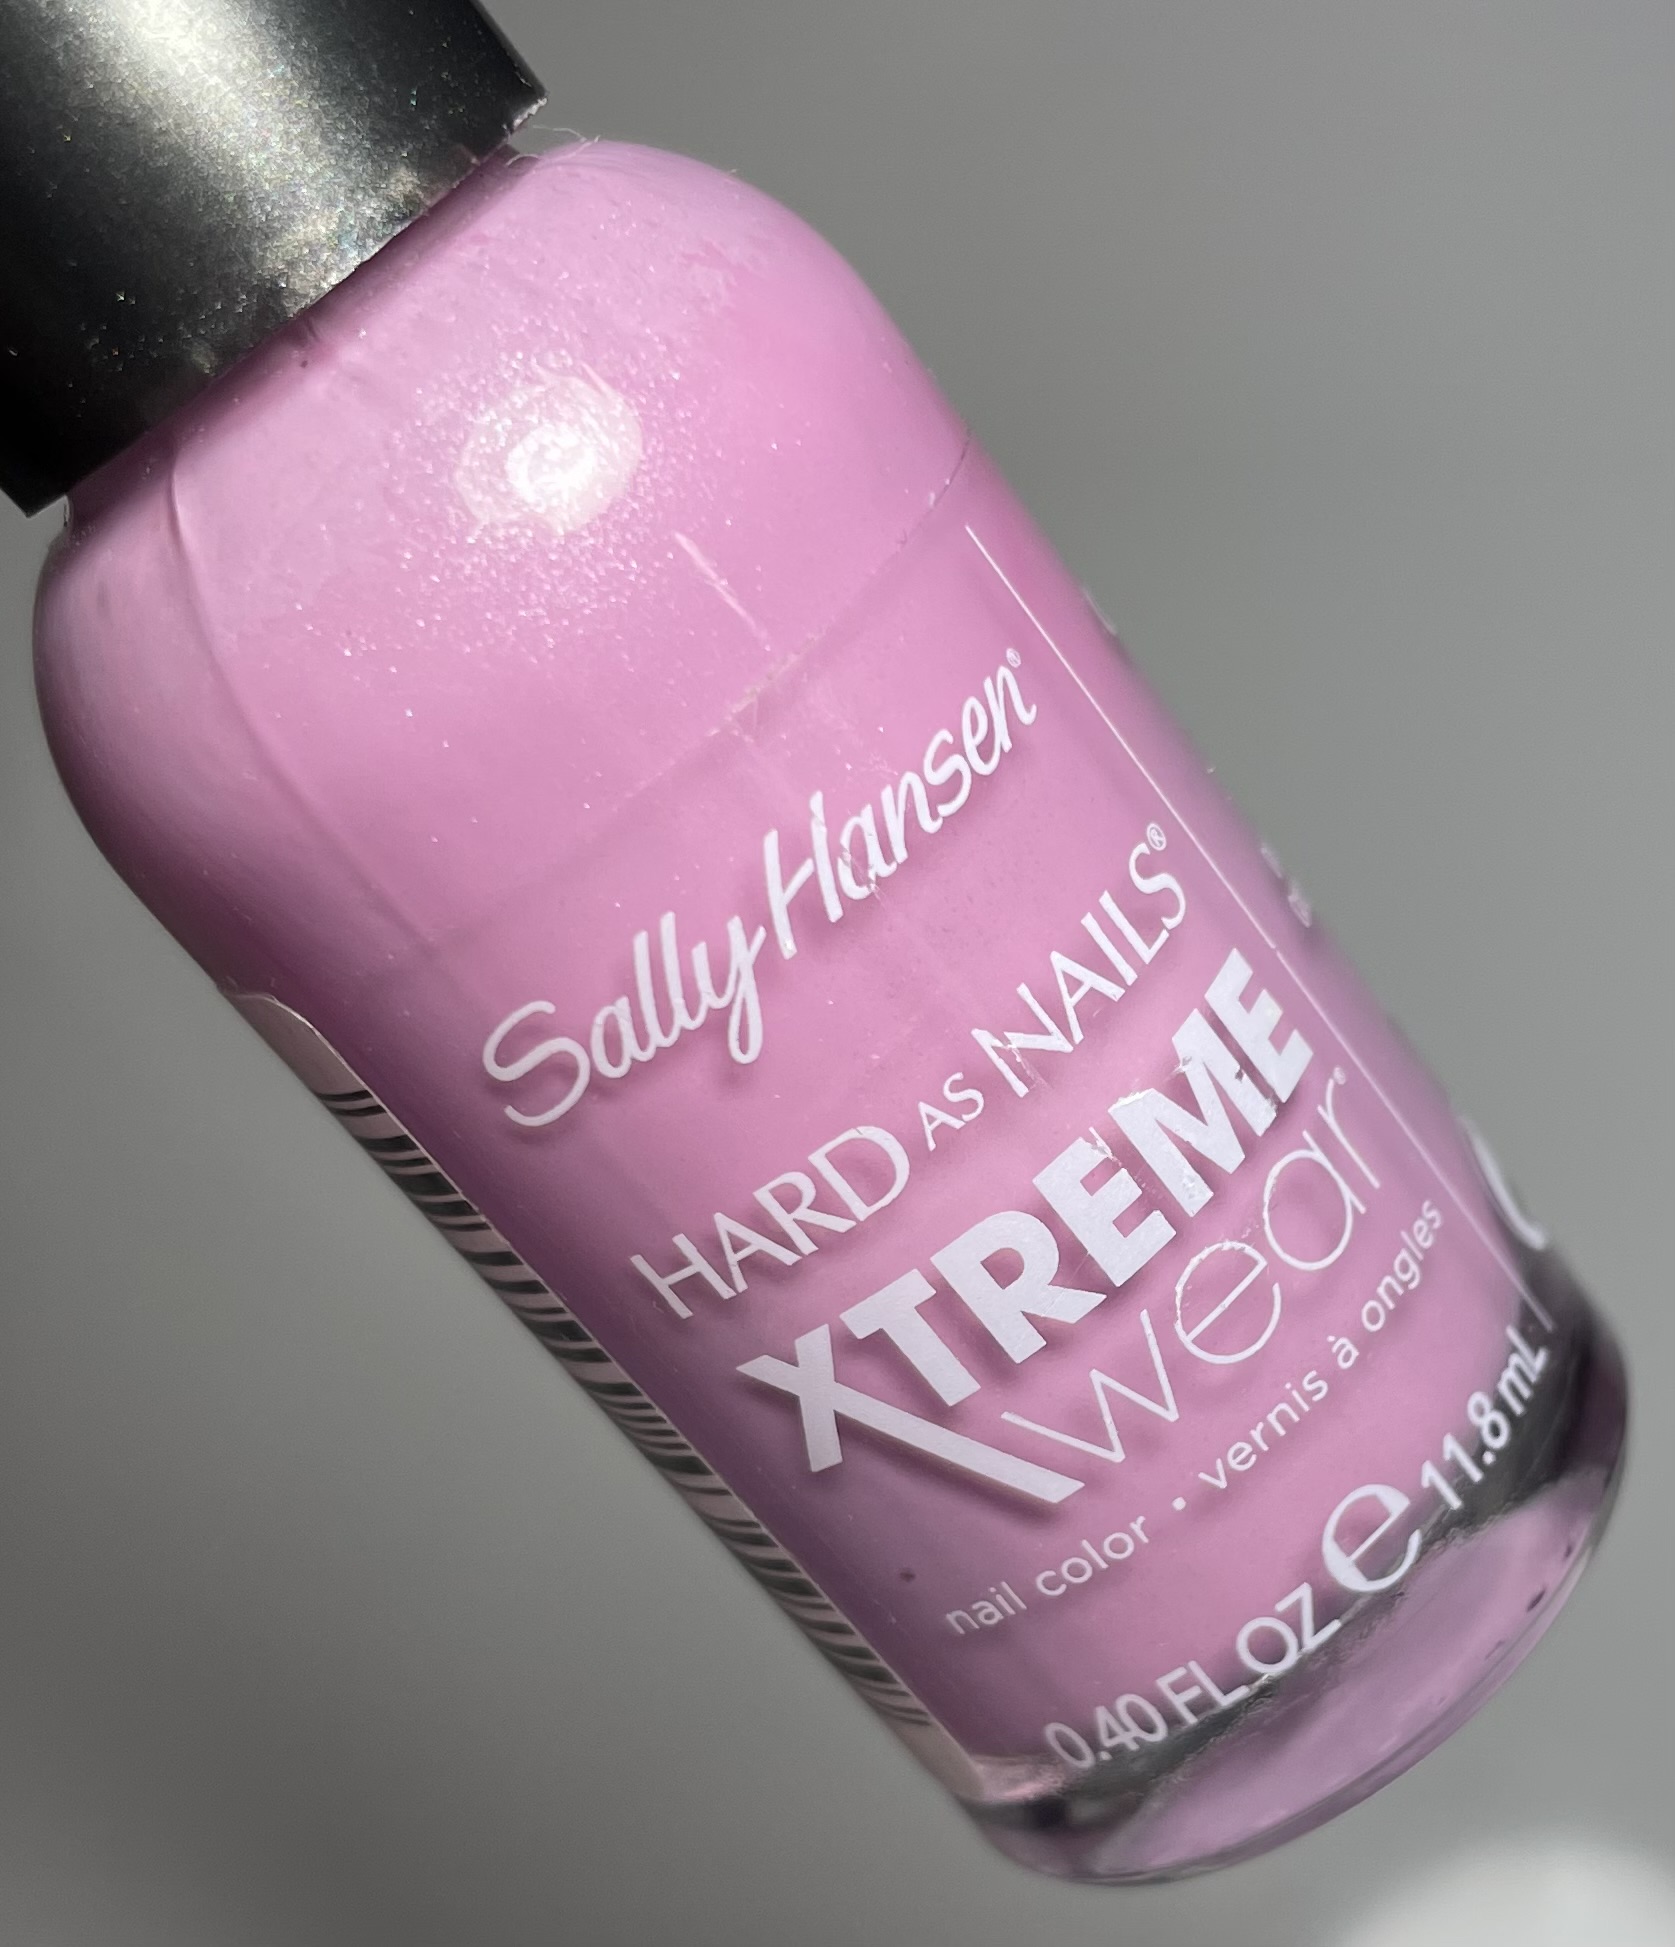 Sally Hansen®
HARD AS NAILS®
XTREME
wear®
nail color • vernis à ongles
0.40 FL OZ e 11.8 mL